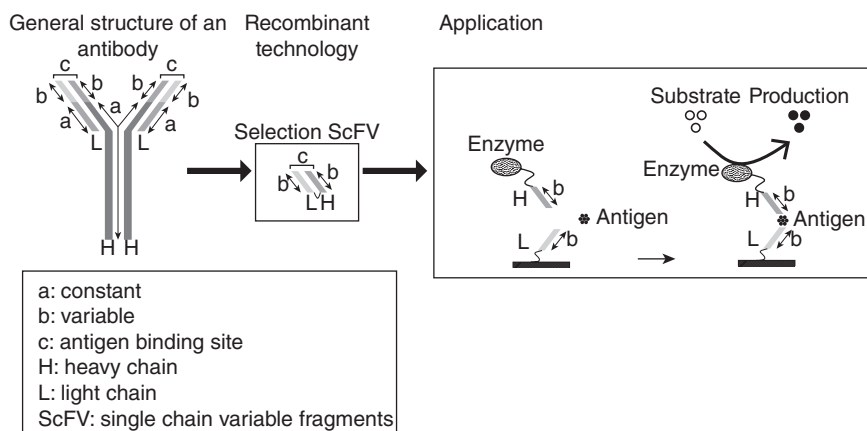 General structure of an
antibody
Recombinant
technology
Application
c
c
b
b
b
b
a
a
a
L
L
H H
Selection ScFV
c
b
b
L H
Enzyme
H
b
Antigen
L
b
Substrate Production
Enzyme
H
b
Antigen
L
b
a: constant
b: variable
c: antigen binding site
H: heavy chain
L: light chain
ScFV: single chain variable fragments